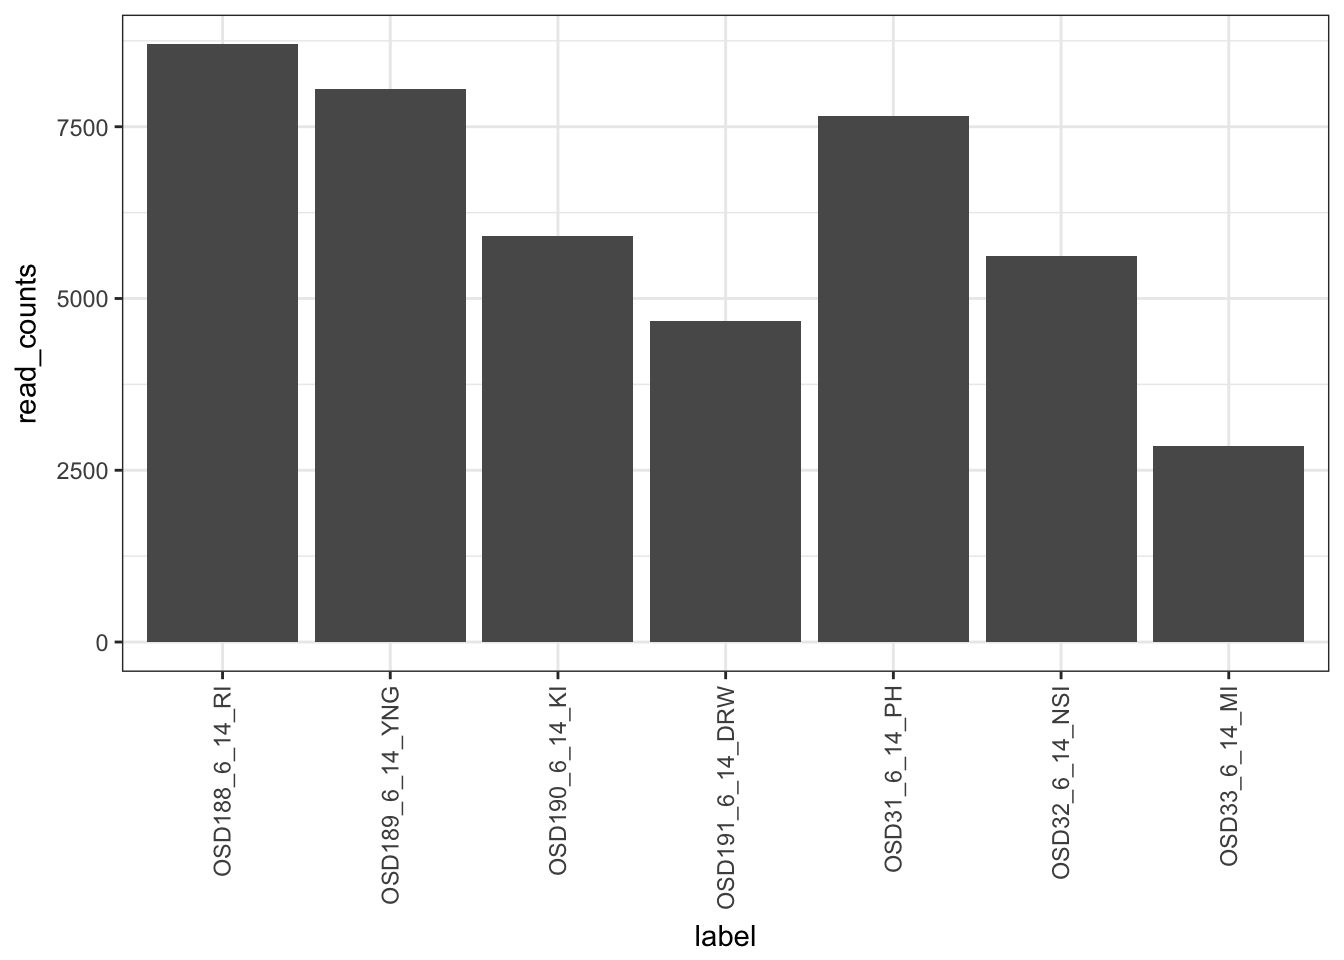 read_counts
7500
5000
2500
0
OSD188_6_14_RI
OSD189_6_14_YNG
OSD190_6_14_KI
OSD191_6_14_DRW
OSD31_6_14_PH
OSD32_6_14_NSI
OSD33_6_14_MI
label